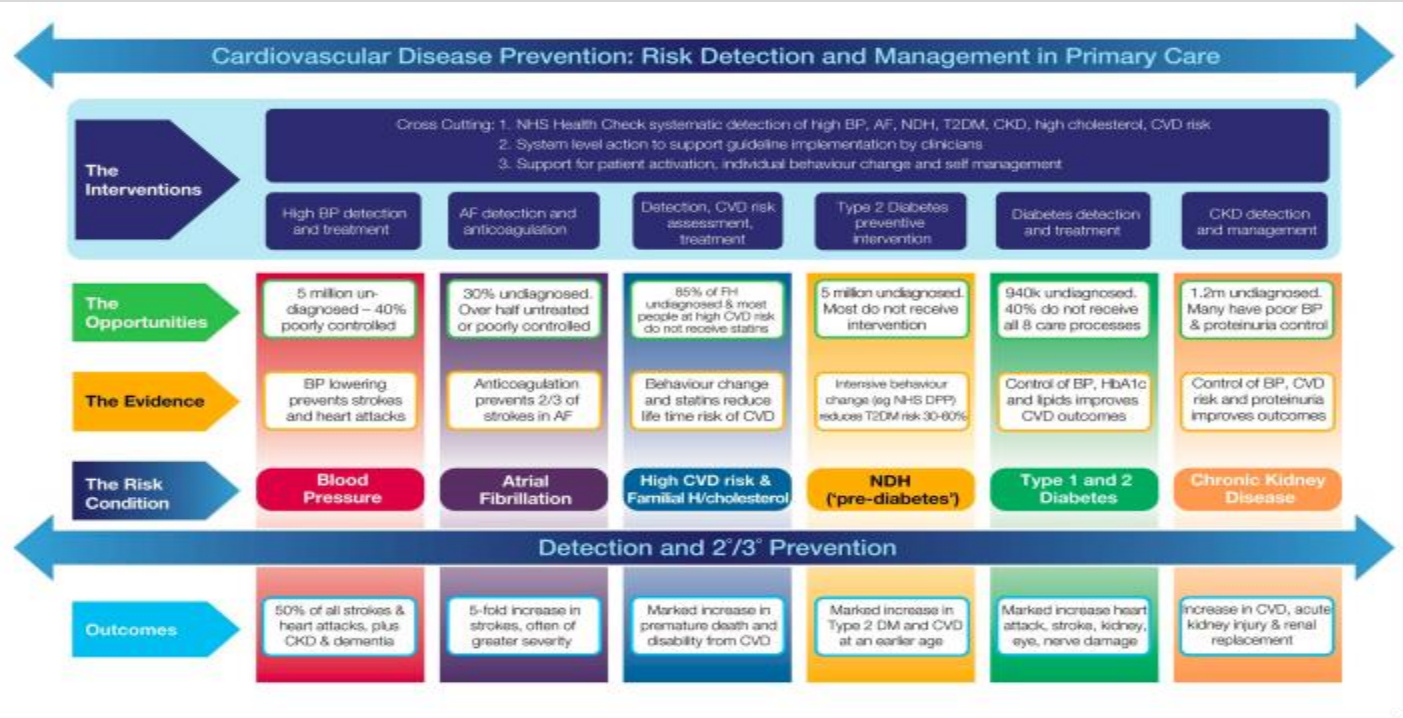 Cardiovascular Disease Prevention: Risk Detection and Management in Primary Care
The
Interventions
Cross Cutting: 1. NHS Health Check systematic detection of high BP, AF, NDH, T2DM, CKD, high cholesterol, CVD risk
2. System level action to support guideline implementation by clinicians
3. Support for patient activation, individual behaviour change and self management
High BP detection
and treatment
AF detection and
anticoagulation
Detection, CVD risk
assessment,
treatment
Type 2 Diabetes
preventive
intervention
Diabetes detection
and treatment
CKD detection
and management
The
Opportunities
5 million un-
diagnosed – 40%
poorly controlled
30% undiagnosed.
Over half untreated
or poorly controlled
85% of FH
undiagnosed & most
people at high CVD risk
do not receive statins
5 million undiagnosed.
Most do not receive
intervention
940k undiagnosed.
40% do not receive
all 8 care processes
1.2m undiagnosed.
Many have poor BP
& proteinuria control
The Evidence
BP lowering
prevents strokes
and heart attacks
Anticoagulation
prevents 2/3 of
strokes in AF
Behaviour change
and statins reduce
life time risk of CVD
Intensive behaviour
change (eg NHS DPP)
reduces T2DM risk 30-60%
Control of BP, HbA1c
and lipids improves
CVD outcomes
Control of BP, CVD
risk and proteinuria
improves outcomes
The Risk
Condition
Blood
Pressure
Atrial
Fibrillation
High CVD risk &
Familial H/cholesterol
NDH
('pre-diabetes')
Type 1 and 2
Diabetes
Chronic Kidney
Disease
Detection and 2°/3° Prevention
Outcomes
50% of all strokes &
heart attacks, plus
CKD & dementia
5-fold increase in
strokes, often of
greater severity
Marked increase in
premature death and
disability from CVD
Marked increase in
Type 2 DM and CVD
at an earlier age
Marked increase heart
attack, stroke, kidney,
eye, nerve damage
Increase in CVD, acute
kidney injury & renal
replacement